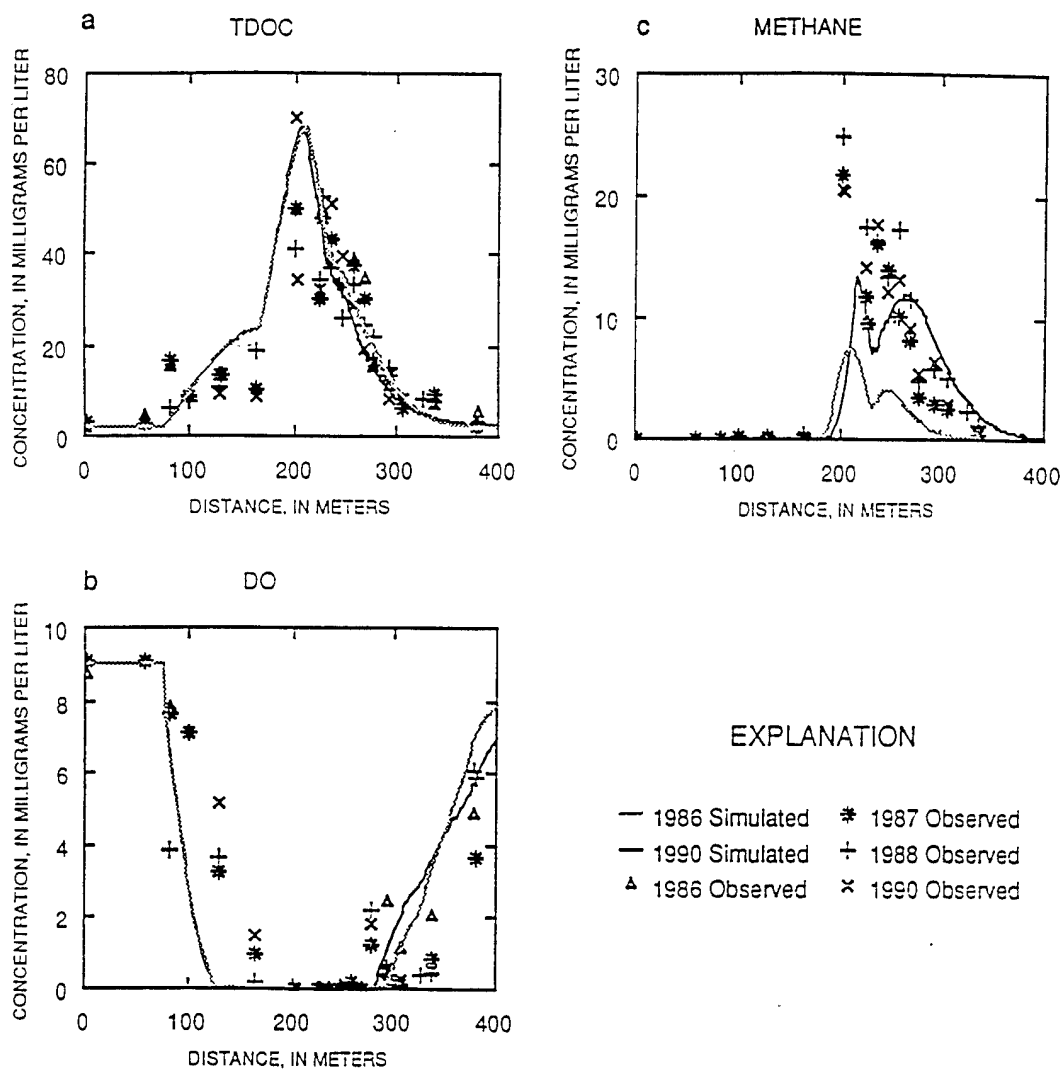 a
TDOC
CONCENTRATION, IN MILLIGRAMS PER LITER
80
60
40
20
0
0 100 200 300 400
DISTANCE, IN METERS
c
METHANE
CONCENTRATION, IN MILLIGRAMS PER LITER
30
25
20
15
10
5
0
0 100 200 300 400
DISTANCE, IN METERS
b
DO
CONCENTRATION, IN MILLIGRAMS PER LITER
10
8
6
4
2
0
0 100 200 300 400
DISTANCE, IN METERS
EXPLANATION
1986 Simulated
1990 Simulated
1986 Observed
1987 Observed
1988 Observed
1990 Observed